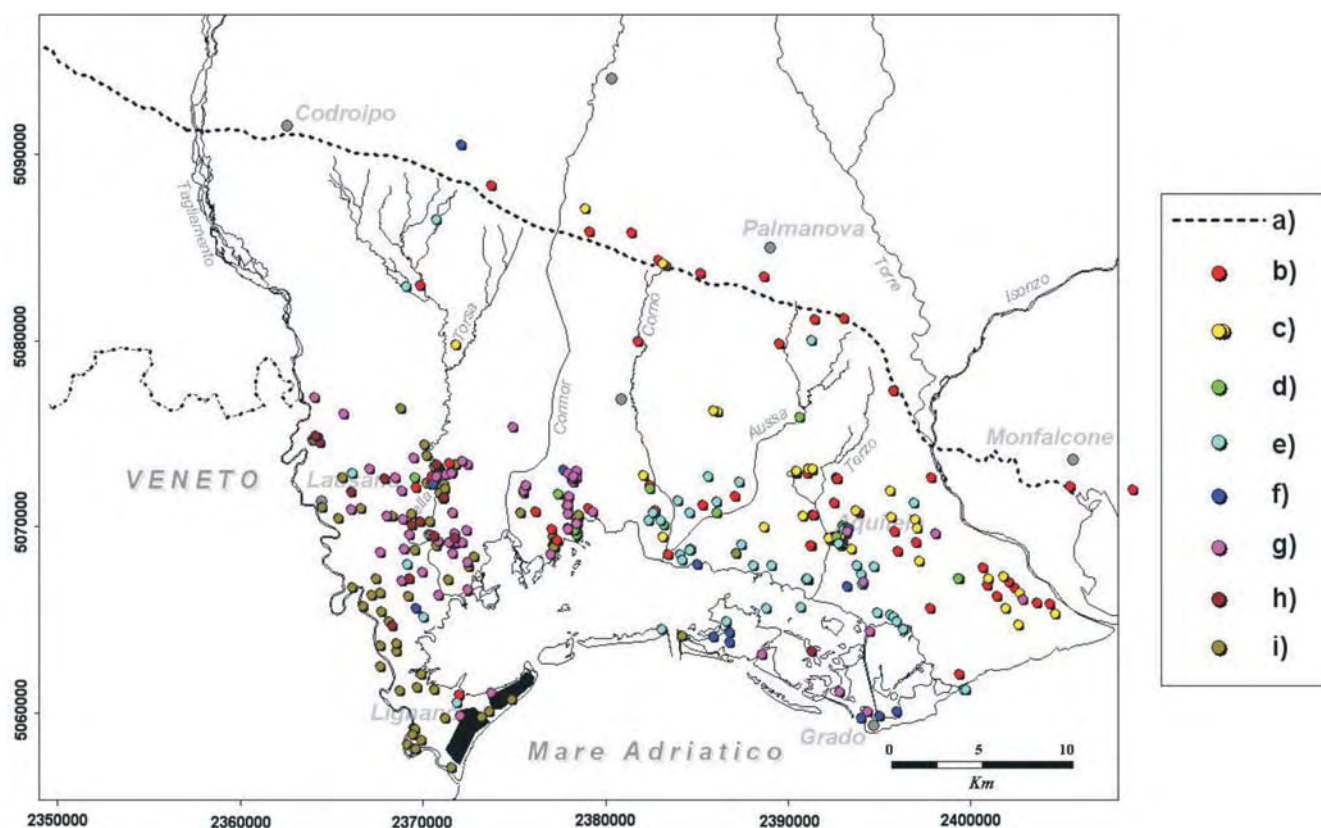 Codroipo
Palmanova
Tagliamento
Torre
Isonzo
Torsa
Cormor
Corno
Aussa
Terzo
Monfalcone
VENETO
Lignano
Grado
Mare Adriatico
0 5 10
Km
5090000
5080000
5070000
5060000
2350000 2360000 2370000 2380000 2390000 2400000
a)
b)
c)
d)
e)
f)
g)
h)
i)